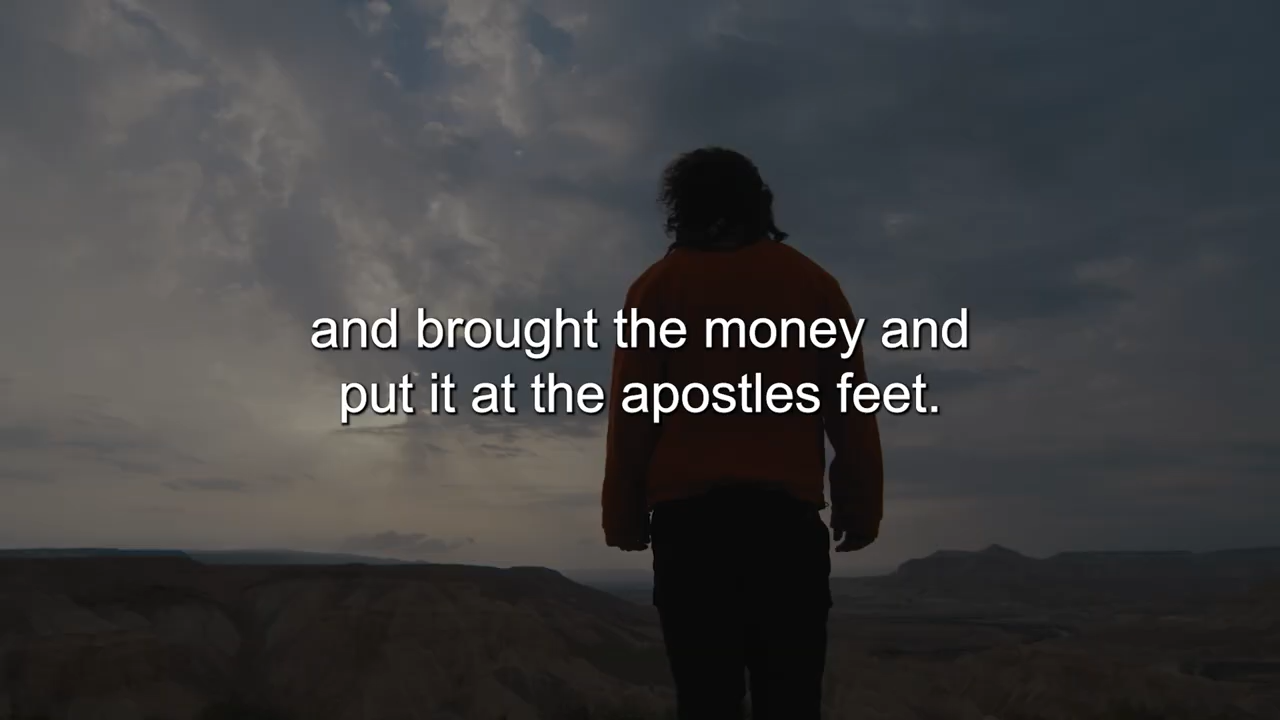 and brought the money and
put it at the apostles feet.